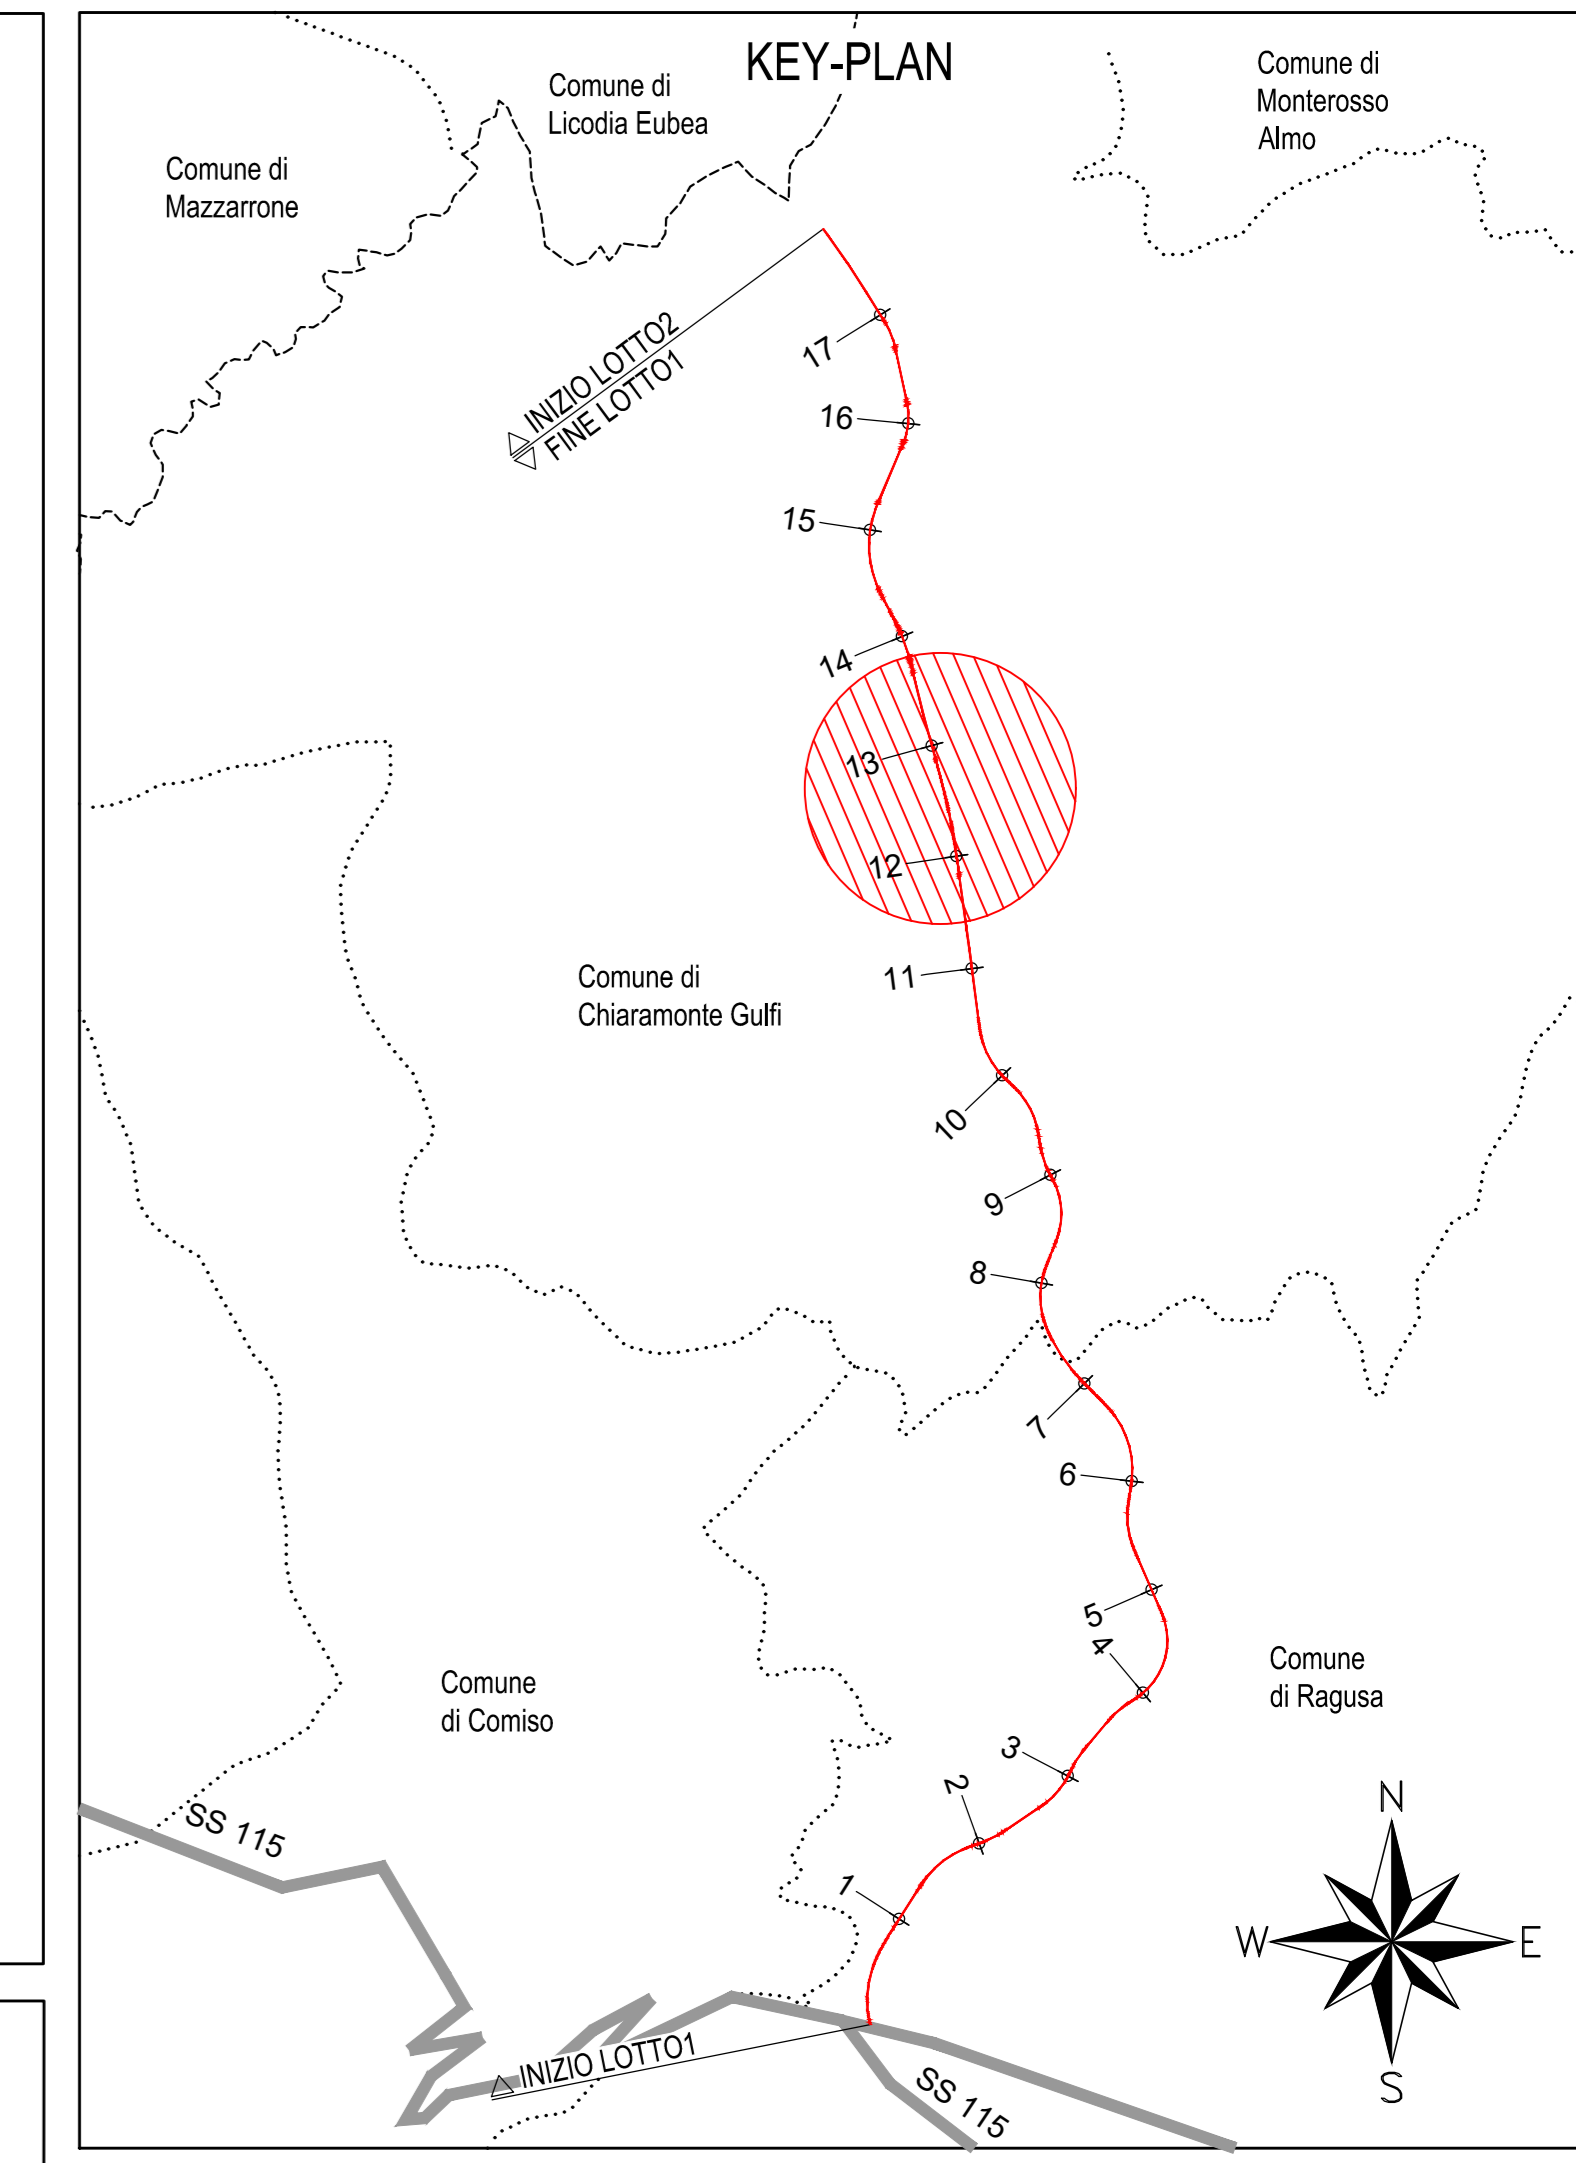 KEY-PLAN
Comune di
Licodia Eubea
Comune di
Monterosso
Almo
Comune di
Mazzarrone
INIZIO LOTTO2
FINE LOTTO1
17
16
15
14
13
12
11
Comune di
Chiaramonte Gulfi
10
9
8
7
6
5
4
Comune
di Ragusa
Comune
di Comiso
3
2
1
SS 115
N
W
E
S
INIZIO LOTTO1
SS 115